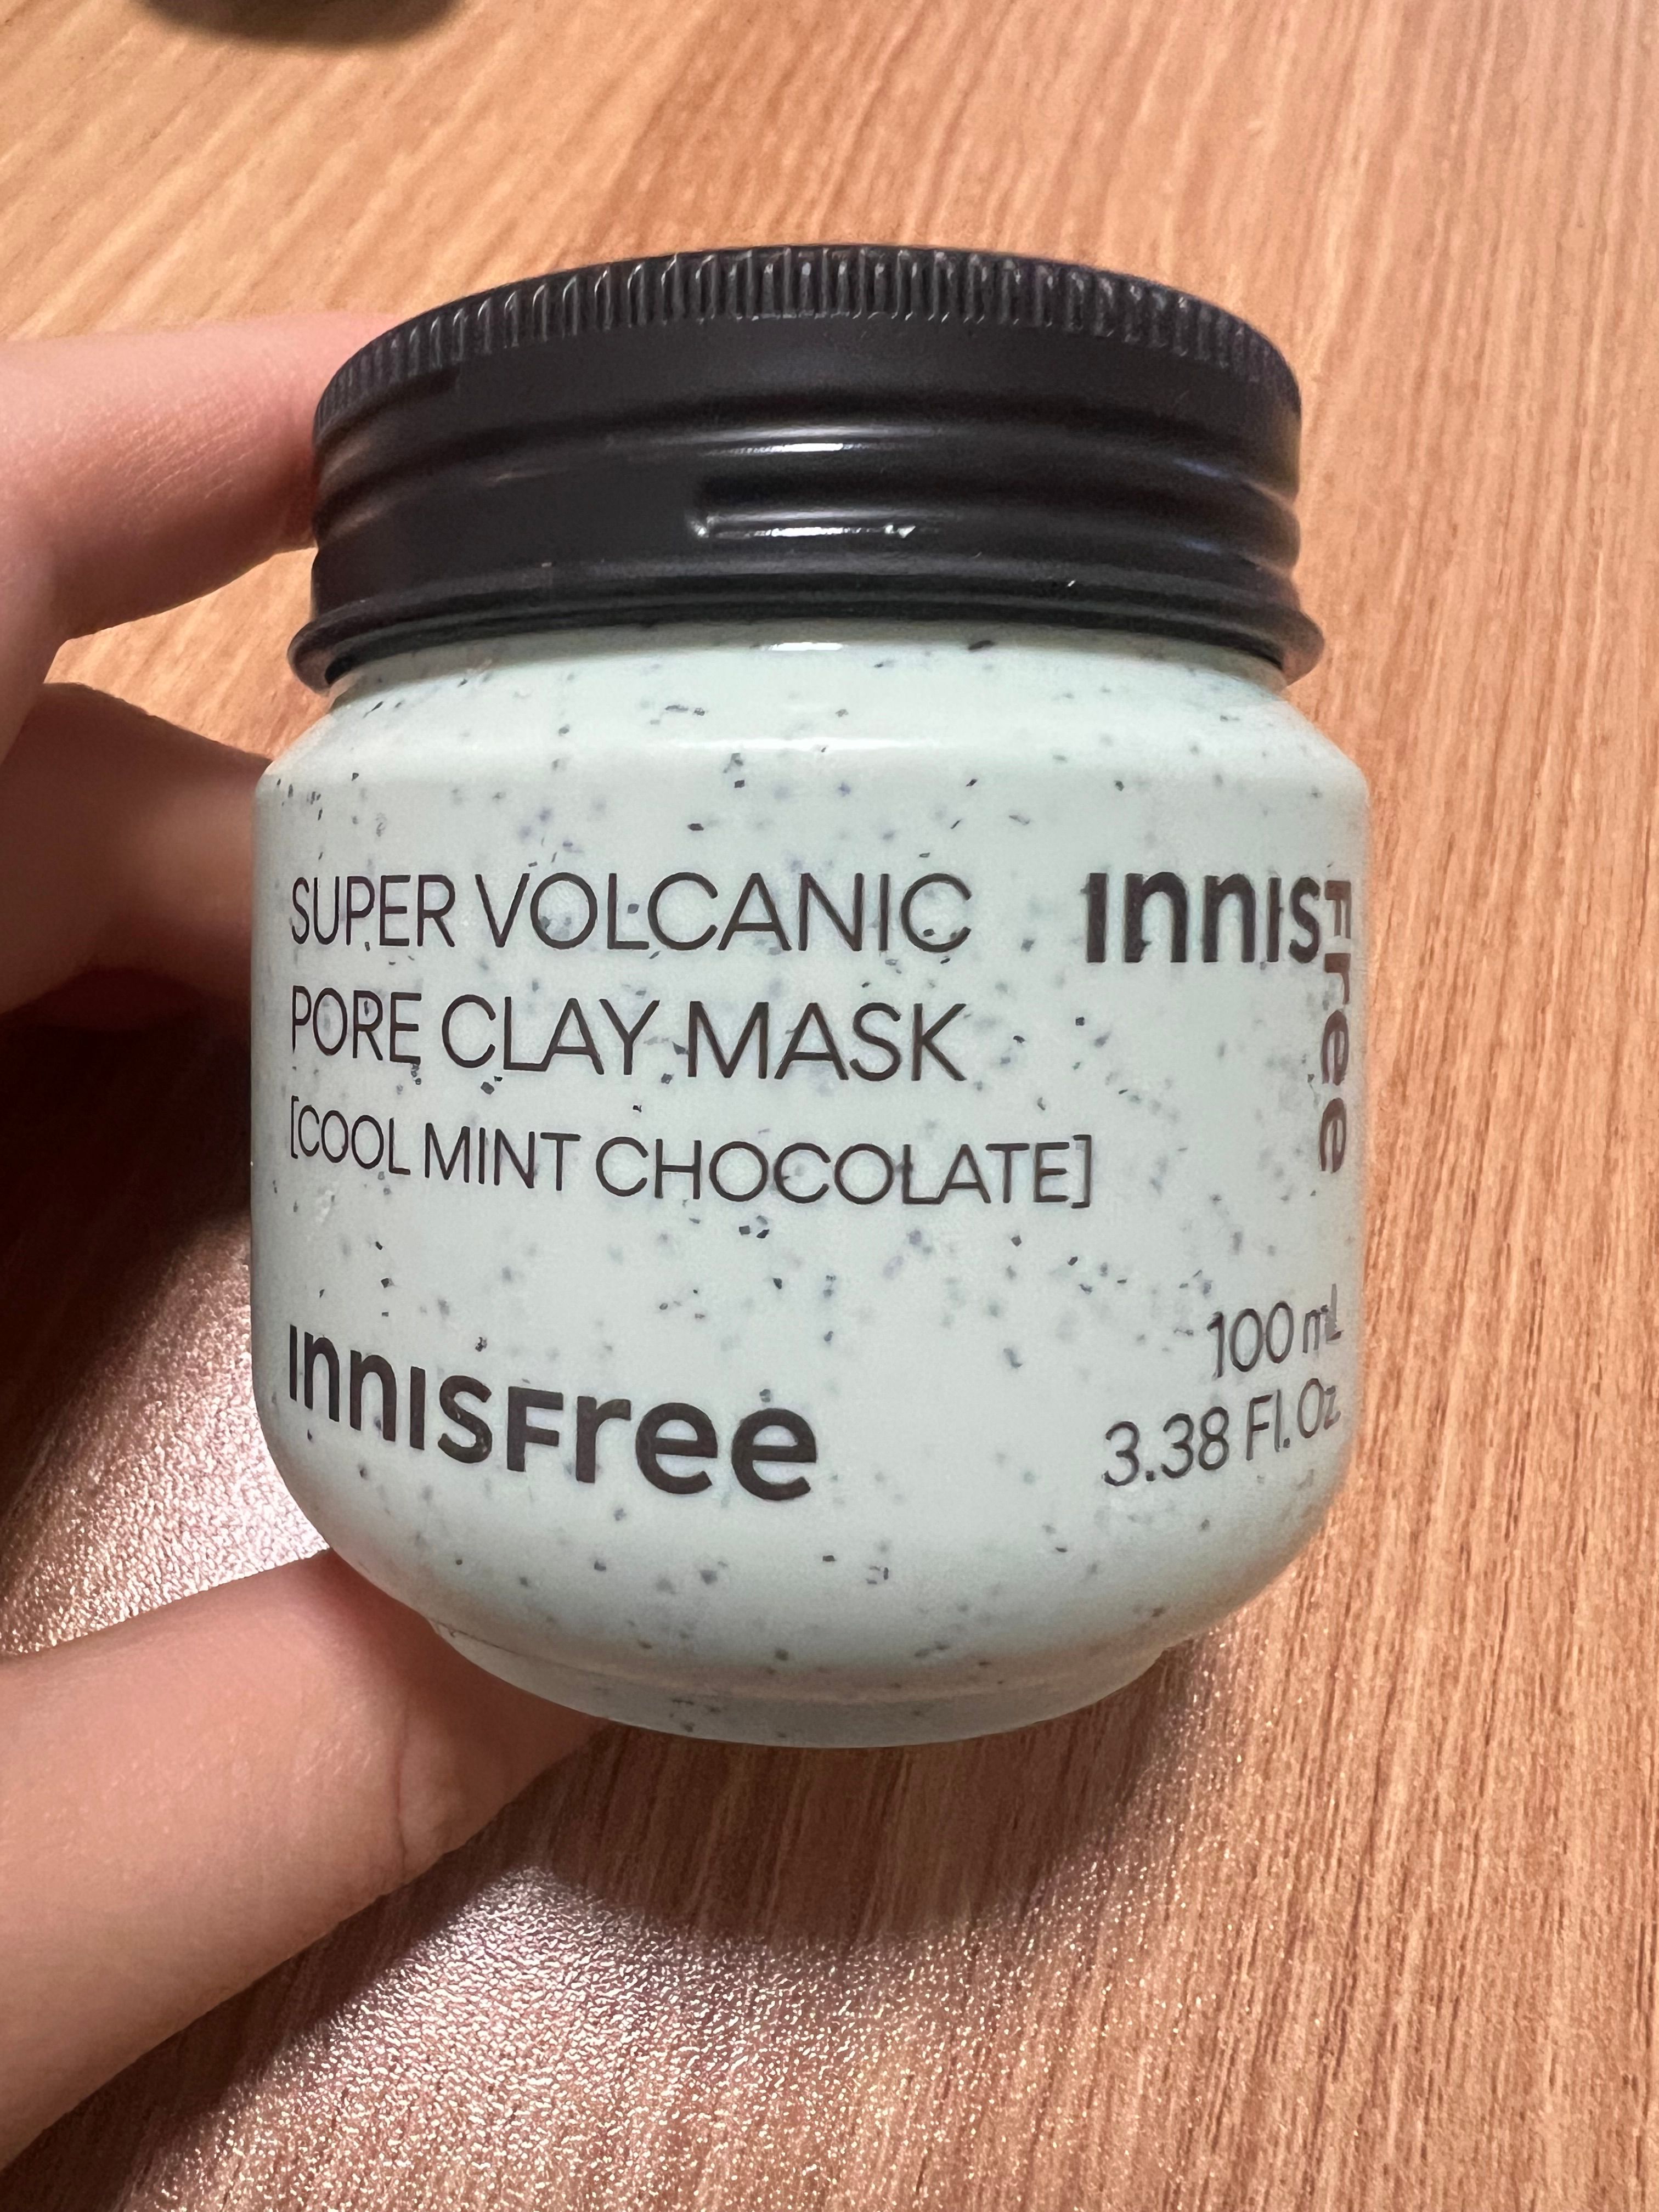 SUPER VOLCANIC
PORE CLAY MASK
[COOL MINT CHOCOLATE]
INNISFree
INNISFree
100 mL
3.38 Fl.Oz.